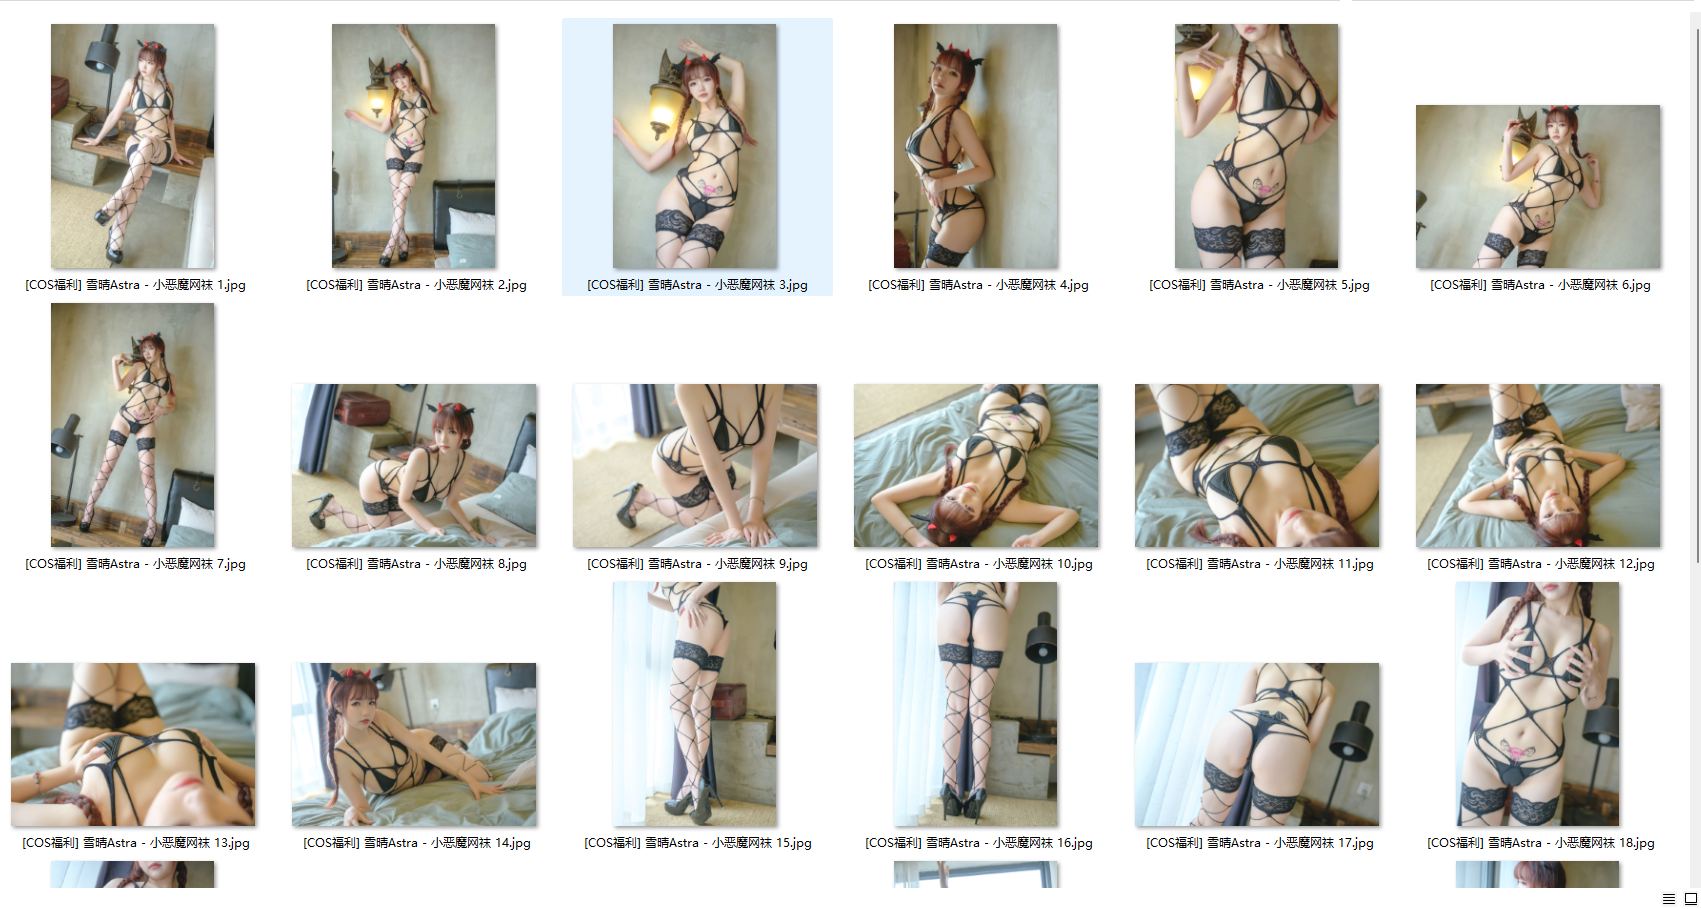 [COS福利] 雪晴Astra - 小恶魔网袜 1.jpg
[COS福利] 雪晴Astra - 小恶魔网袜 2.jpg
[COS福利] 雪晴Astra - 小恶魔网袜 3.jpg
[COS福利] 雪晴Astra - 小恶魔网袜 4.jpg
[COS福利] 雪晴Astra - 小恶魔网袜 5.jpg
[COS福利] 雪晴Astra - 小恶魔网袜 6.jpg
[COS福利] 雪晴Astra - 小恶魔网袜 7.jpg
[COS福利] 雪晴Astra - 小恶魔网袜 8.jpg
[COS福利] 雪晴Astra - 小恶魔网袜 9.jpg
[COS福利] 雪晴Astra - 小恶魔网袜 10.jpg
[COS福利] 雪晴Astra - 小恶魔网袜 11.jpg
[COS福利] 雪晴Astra - 小恶魔网袜 12.jpg
[COS福利] 雪晴Astra - 小恶魔网袜 13.jpg
[COS福利] 雪晴Astra - 小恶魔网袜 14.jpg
[COS福利] 雪晴Astra - 小恶魔网袜 15.jpg
[COS福利] 雪晴Astra - 小恶魔网袜 16.jpg
[COS福利] 雪晴Astra - 小恶魔网袜 17.jpg
[COS福利] 雪晴Astra - 小恶魔网袜 18.jpg